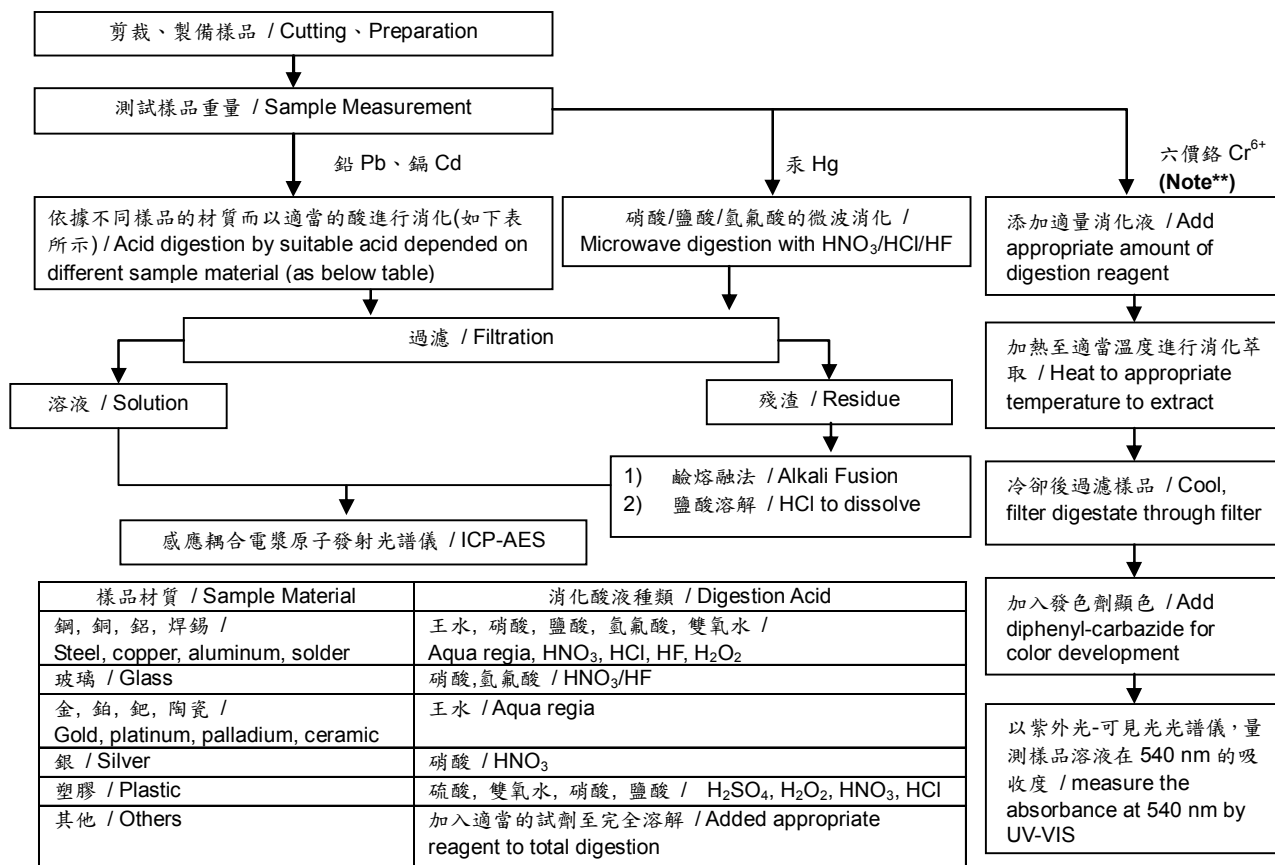 剪裁、製備樣品 / Cutting、Preparation
測試樣品重量 / Sample Measurement
鉛 Pb、鎘 Cd
汞 Hg
六價鉻 Cr⁶⁺
(Note**)
依據不同樣品的材質而以適當的酸進行消化(如下表
所示) / Acid digestion by suitable acid depended on
different sample material (as below table)
硝酸/鹽酸/氫氟酸的微波消化 /
Microwave digestion with HNO₃/HCl/HF
添加適量消化液 / Add
appropriate amount of
digestion reagent
過濾 / Filtration
溶液 / Solution
殘渣 / Residue
1) 鹼熔融法 / Alkali Fusion
2) 鹽酸溶解 / HCl to dissolve
感應耦合電漿原子發射光譜儀 / ICP-AES
加熱至適當溫度進行消化萃
取 / Heat to appropriate
temperature to extract
冷卻後過濾樣品 / Cool,
filter digestate through filter
加入發色劑顯色 / Add
diphenyl-carbazide for
color development
以紫外光-可見光光譜儀，量
測樣品溶液在 540 nm 的吸
收度 / measure the
absorbance at 540 nm by
UV-VIS
樣品材質 / Sample Material
消化酸液種類 / Digestion Acid
鋼, 銅, 鋁, 焊錫 /
Steel, copper, aluminum, solder
王水, 硝酸, 鹽酸, 氫氟酸, 雙氧水 /
Aqua regia, HNO₃, HCl, HF, H₂O₂
玻璃 / Glass
硝酸,氫氟酸 / HNO₃/HF
金, 鉑, 鈀, 陶瓷 /
Gold, platinum, palladium, ceramic
王水 / Aqua regia
銀 / Silver
硝酸 / HNO₃
塑膠 / Plastic
硫酸, 雙氧水, 硝酸, 鹽酸 / H₂SO₄, H₂O₂, HNO₃, HCl
其他 / Others
加入適當的試劑至完全溶解 / Added appropriate
reagent to total digestion